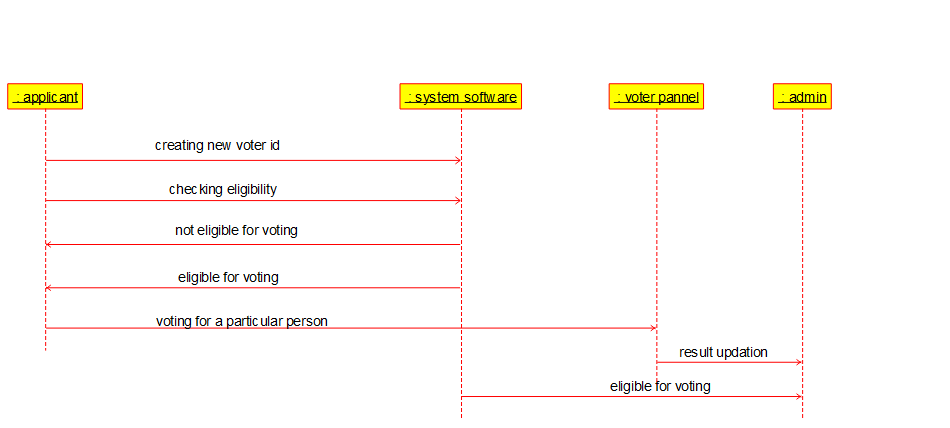 : applicant
: system software
: voter pannel
: admin
creating new voter id
checking eligibility
not eligible for voting
eligible for voting
voting for a particular person
result updation
eligible for voting